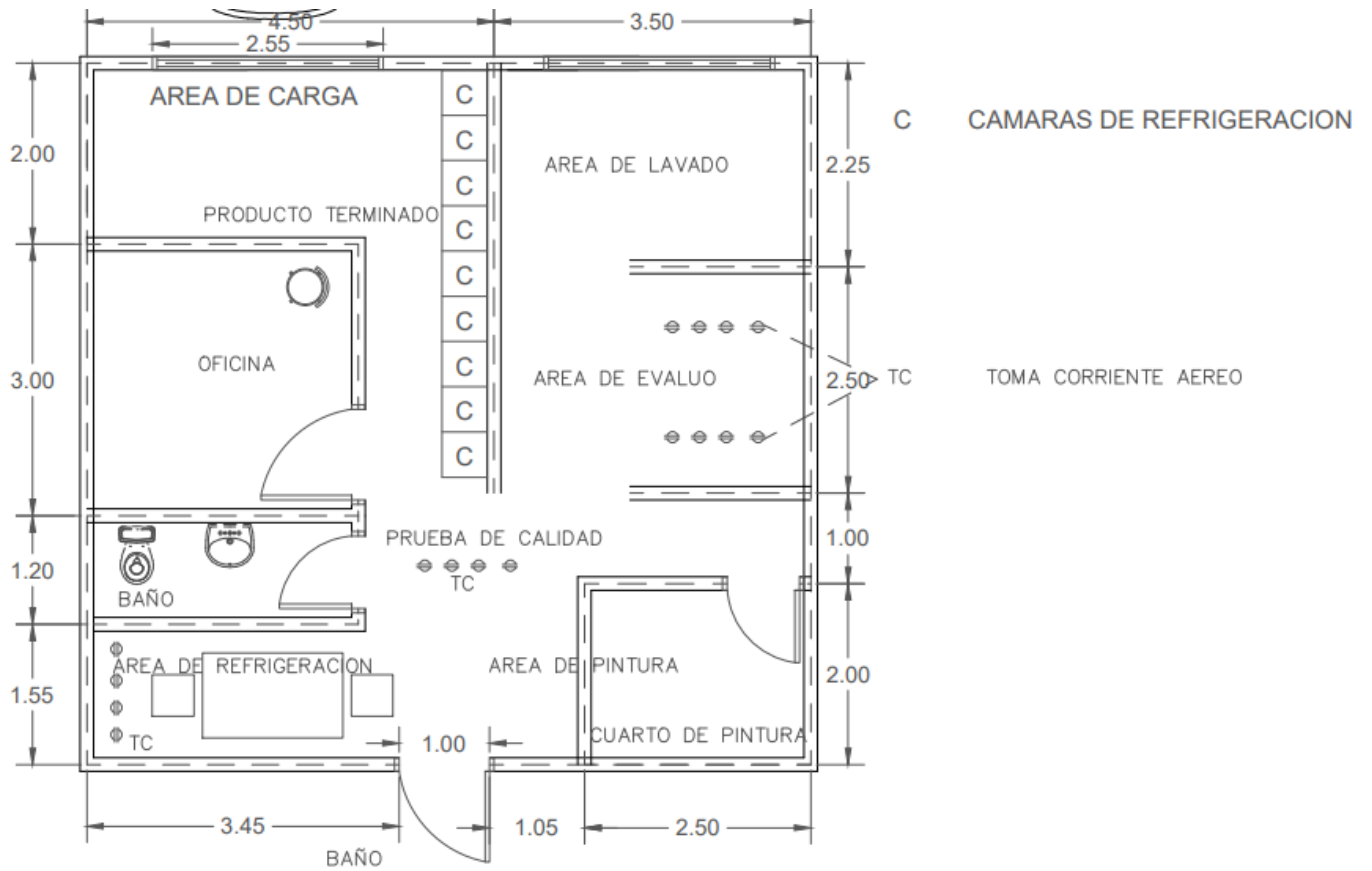 4.50
3.50
2.55
AREA DE CARGA
C
C CAMARAS DE REFRIGERACION
C
2.00
2.25
AREA DE LAVADO
C
PRODUCTO TERMINADO
C
C
C
OFICINA
C
3.00
AREA DE EVALUO
2.50
TC TOMA CORRIENTE AEREO
C
C
PRUEBA DE CALIDAD
1.00
1.20
TC
BAÑO
AREA DE REFRIGERACION
AREA DE PINTURA
2.00
1.55
CUARTO DE PINTURA
TC
1.00
3.45
1.05
2.50
BAÑO